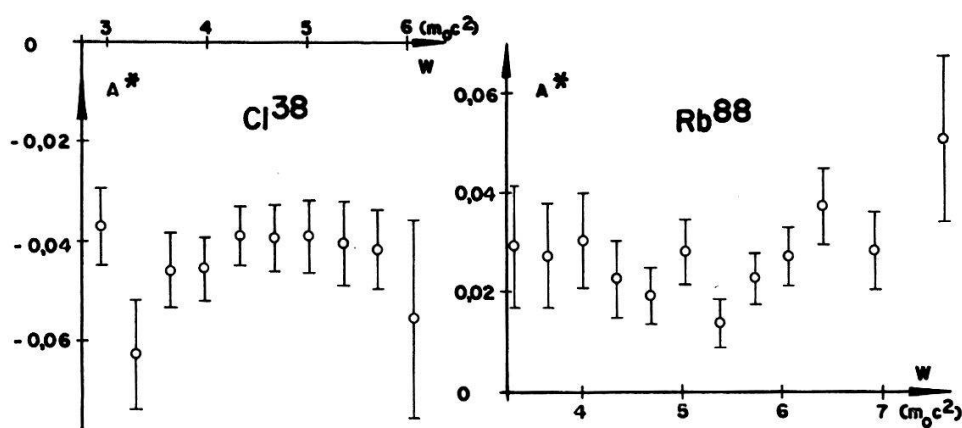 3 4 5 6 (m₀c²)
W
0
A*
Cl³⁸
-0,02
-0,04
-0,06
A*
Rb⁸⁸
0,06
0,04
0,02
0
W
4 5 6 7 (m₀c²)